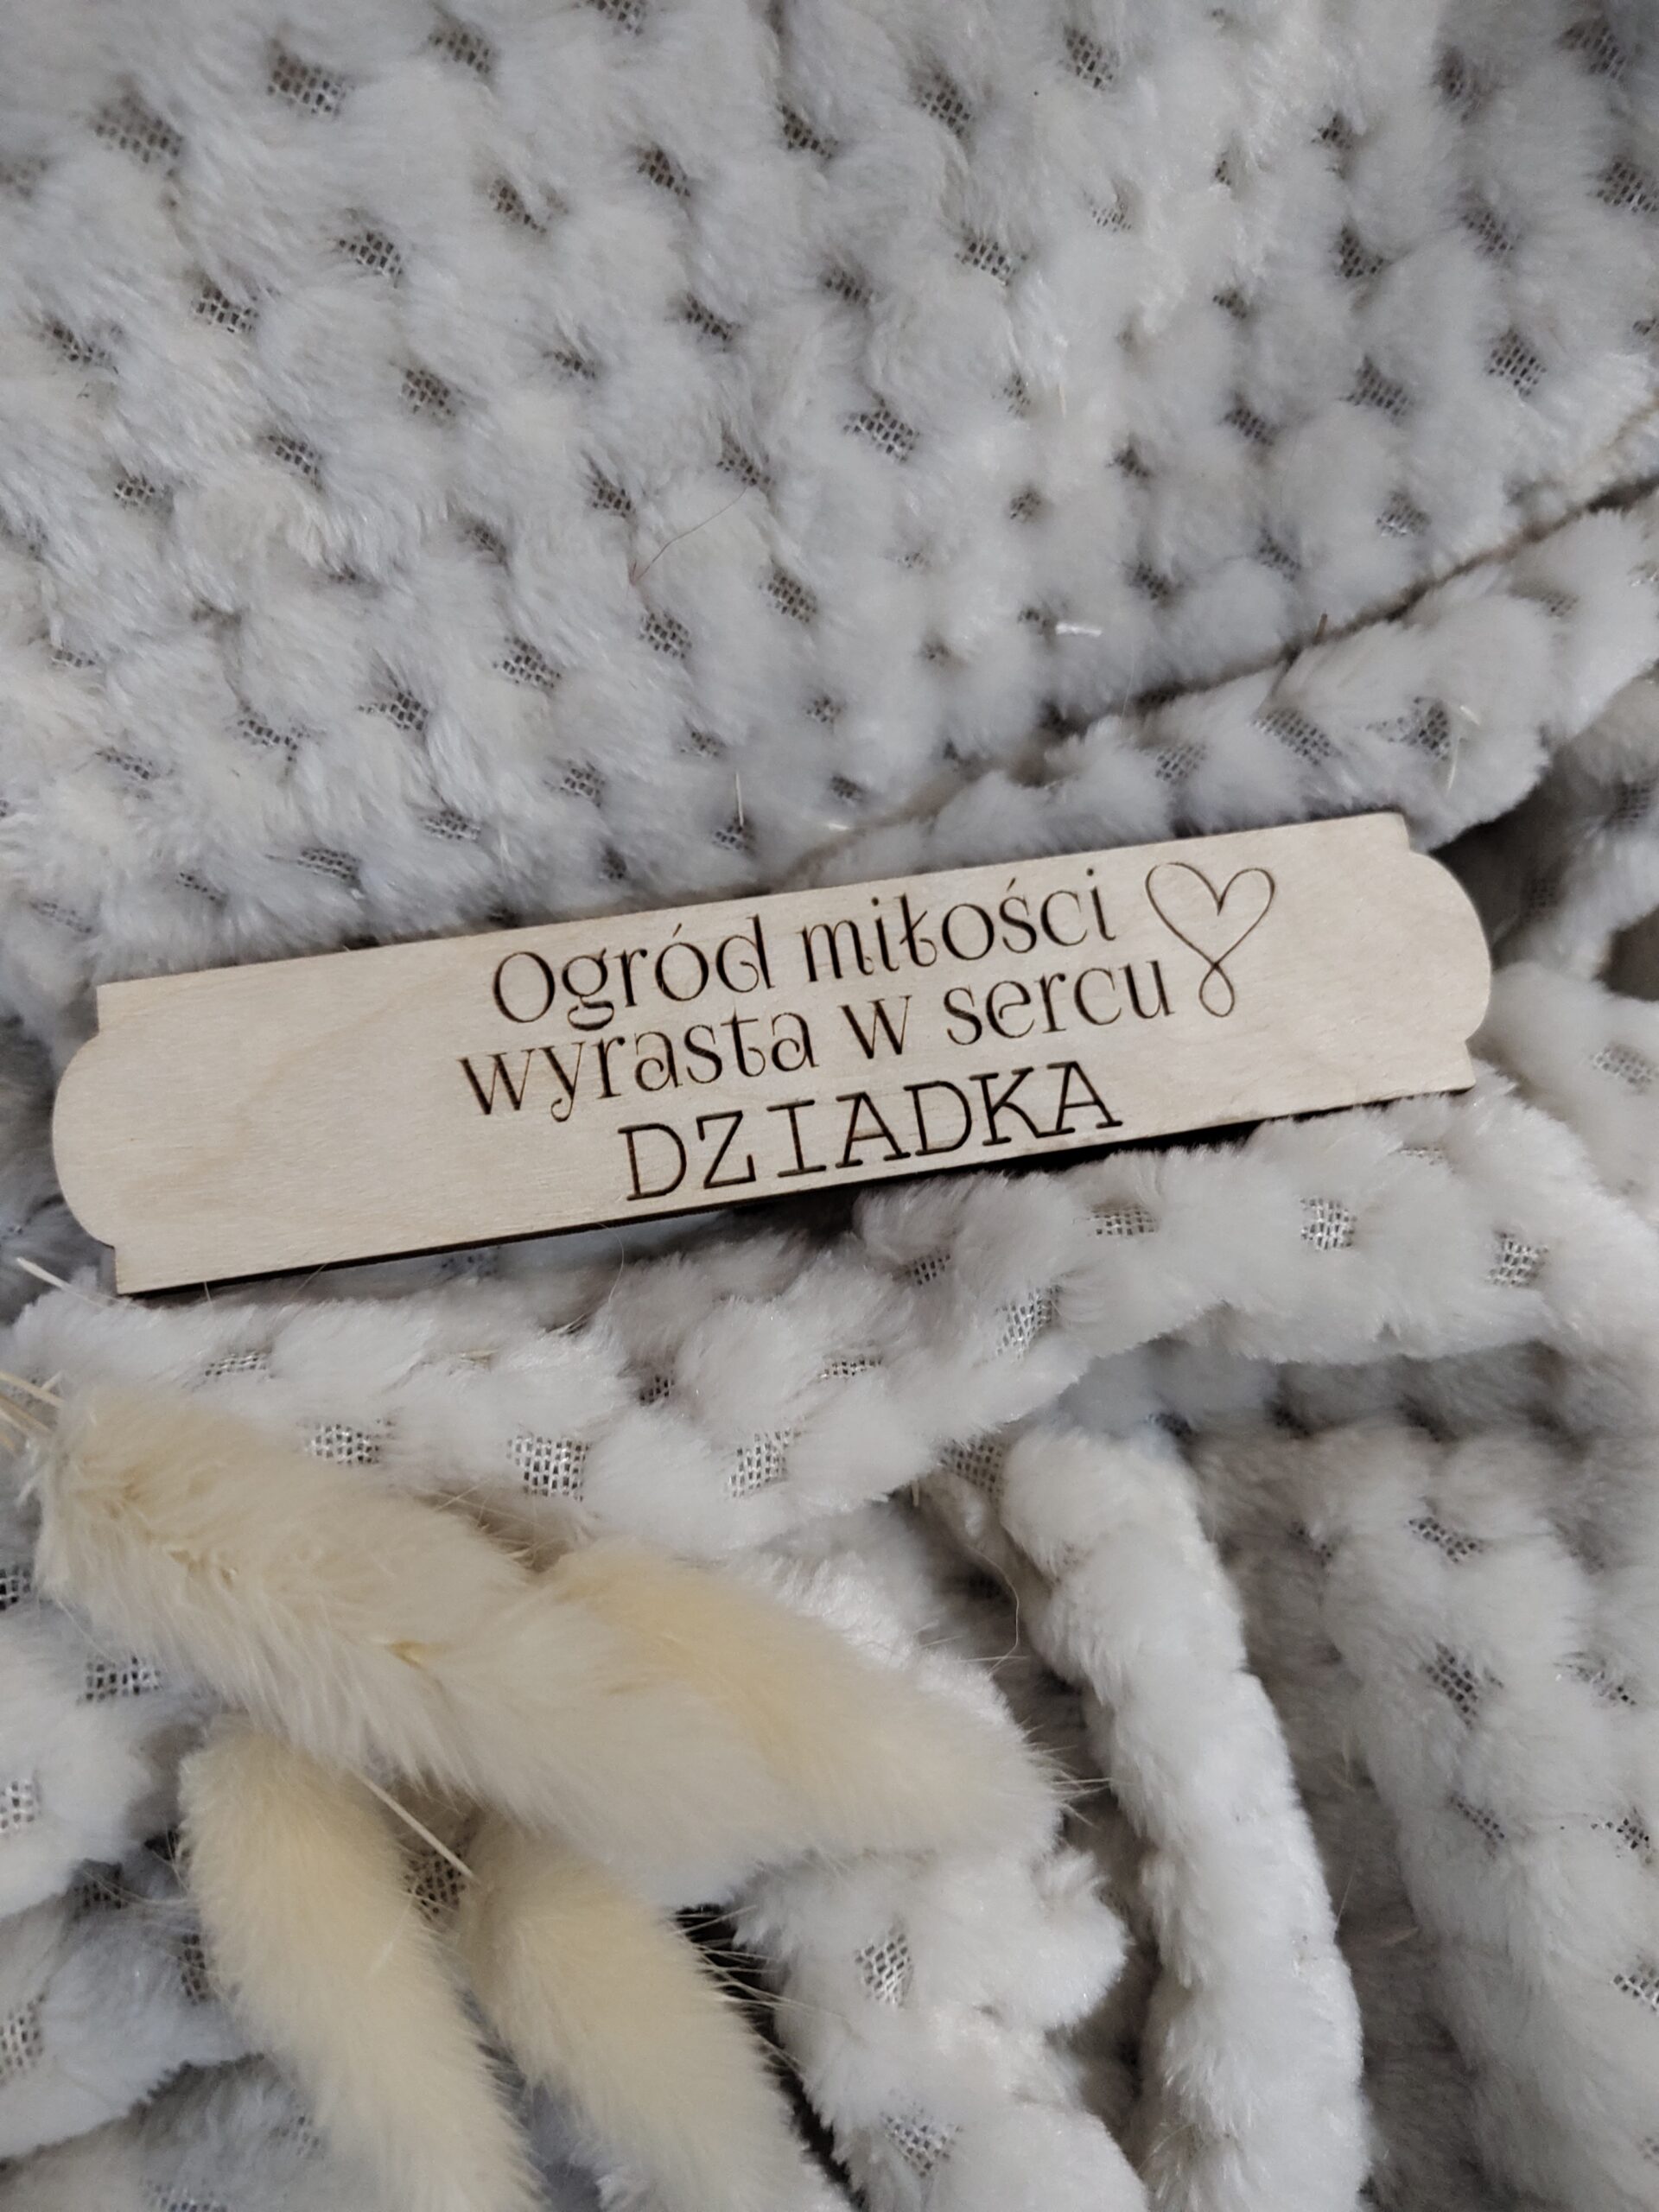 Ogród miłości
wyrasta w sercu
DZIADKA